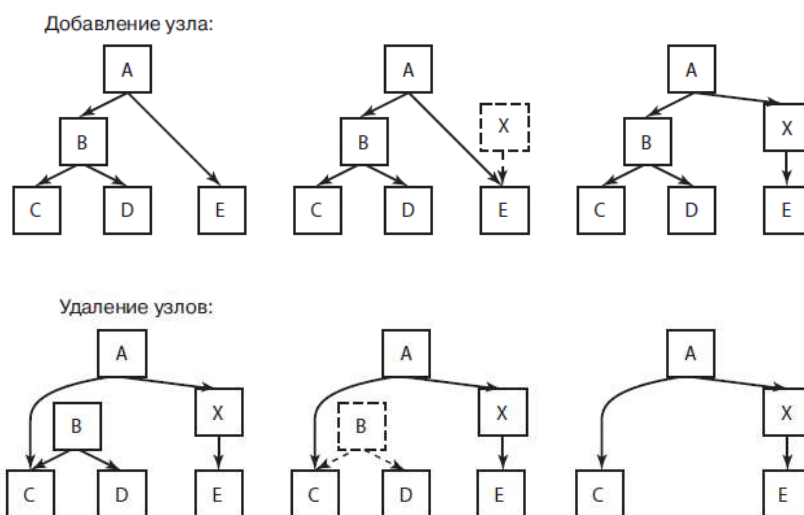 Добавление узла:
A A A
X
B B B X
C D E C D E C D E
Удаление узлов:
A A A
B X B X X
C D E C D E C E